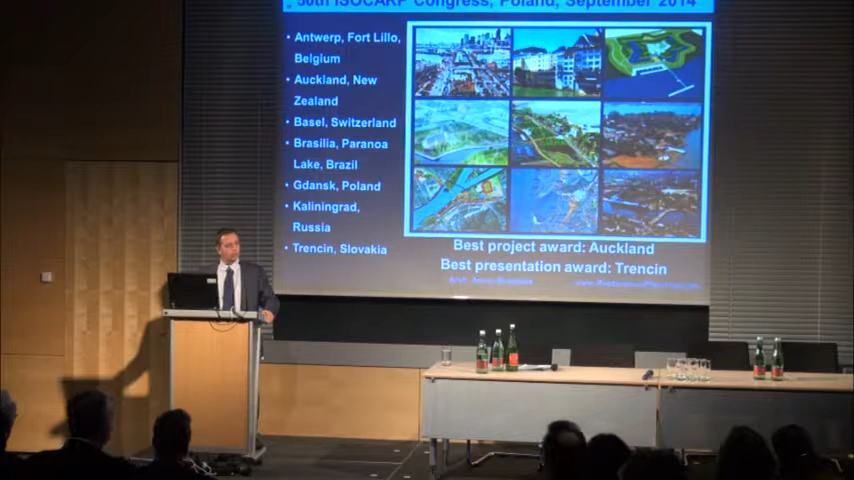 50th ISOCARP Congress, Poland, September 2014
• Antwerp, Fort Lillo,
Belgium
• Auckland, New
Zealand
• Basel, Switzerland
• Brasilia, Paranoa
Lake, Brazil
• Gdansk, Poland
• Kaliningrad,
Russia
• Trencin, Slovakia
Best project award: Auckland
Best presentation award: Trencin